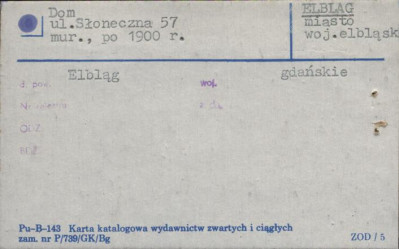 Dom
ul.Słoneczna 57
mur., po 1900 r.
ELBLĄG
miasto
woj.elbląsk
Elbląg woj. gdańskie
Pu-B-143 Karta katalogowa wydawnictw zwartych i ciągłych
zam. nr P/739/GK/Bg
ZOD / 5